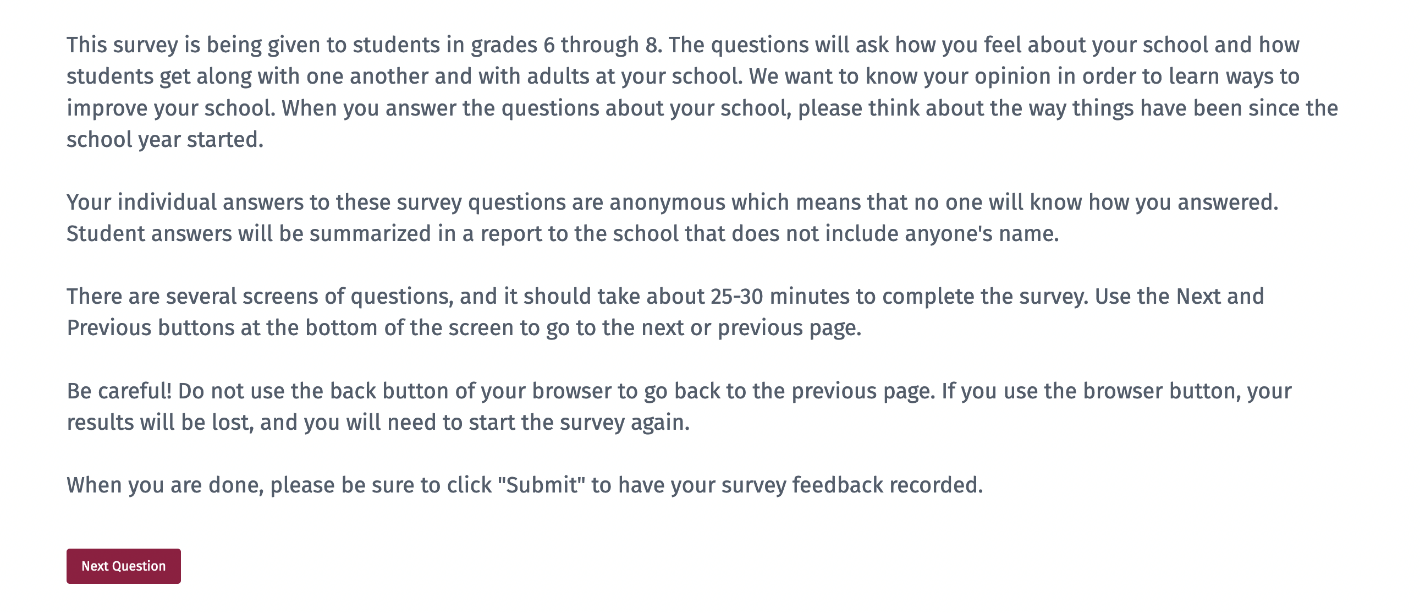 This survey is being given to students in grades 6 through 8. The questions will ask how you feel about your school and how
students get along with one another and with adults at your school. We want to know your opinion in order to learn ways to
improve your school. When you answer the questions about your school, please think about the way things have been since the
school year started.
Your individual answers to these survey questions are anonymous which means that no one will know how you answered.
Student answers will be summarized in a report to the school that does not include anyone's name.
There are several screens of questions, and it should take about 25-30 minutes to complete the survey. Use the Next and
Previous buttons at the bottom of the screen to go to the next or previous page.
Be careful! Do not use the back button of your browser to go back to the previous page. If you use the browser button, your
results will be lost, and you will need to start the survey again.
When you are done, please be sure to click "Submit" to have your survey feedback recorded.
Next Question